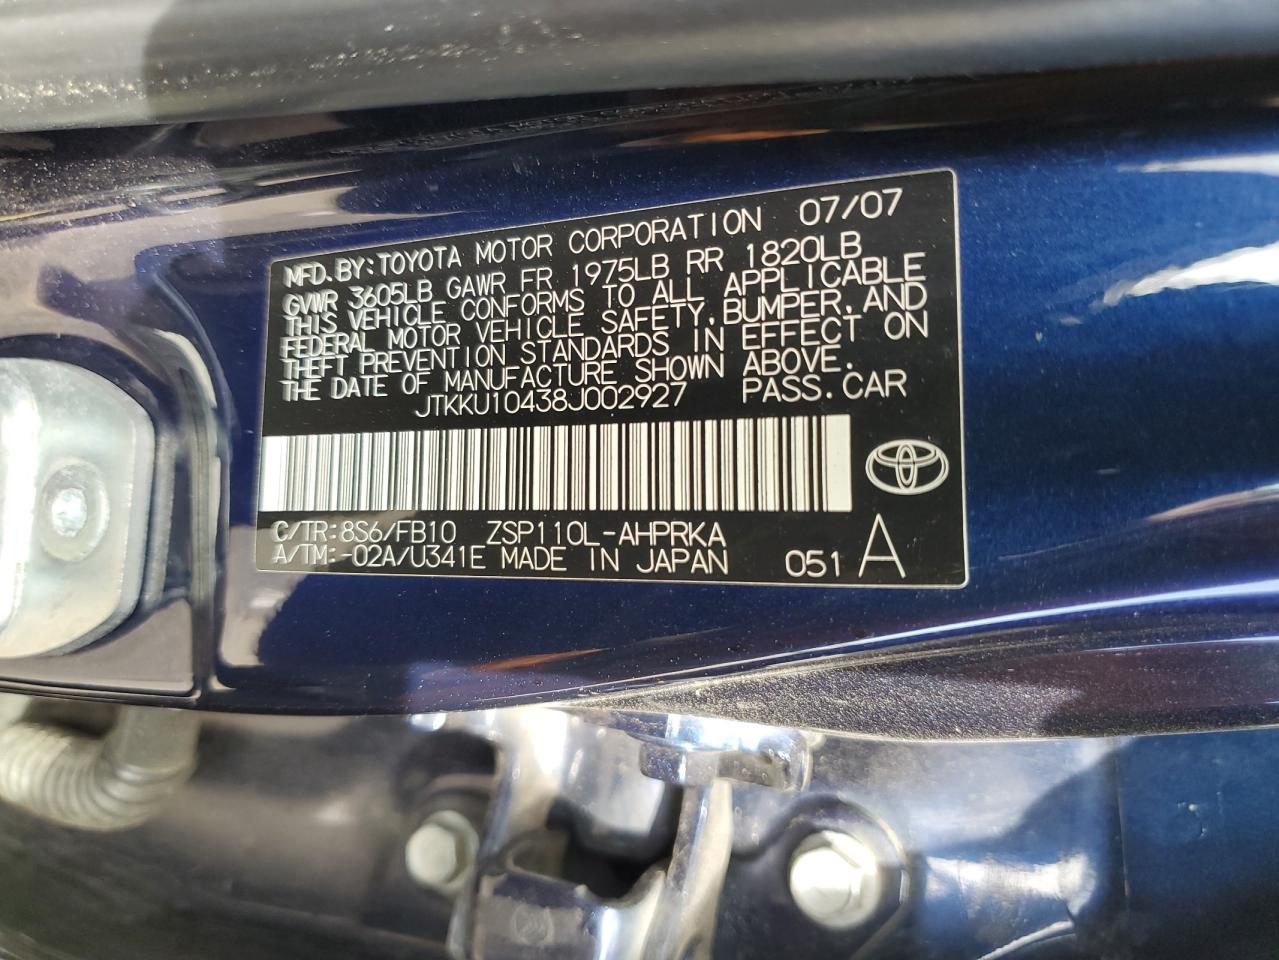 MFD.BY:TOYOTA MOTOR CORPORATION 07/07
GVWR 3605LB GAWR FR 1975LB RR 1820LB
THIS VEHICLE CONFORMS TO ALL APPLICABLE
FEDERAL MOTOR VEHICLE SAFETY,BUMPER,AND
THEFT PREVENTION STANDARDS IN EFFECT ON
THE DATE OF MANUFACTURE SHOWN ABOVE.
JTKKU10438J002927 PASS.CAR
C/TR:8S6/FB10 ZSP110L-AHPRKA
A/TM:-02A/U341E MADE IN JAPAN 051 A